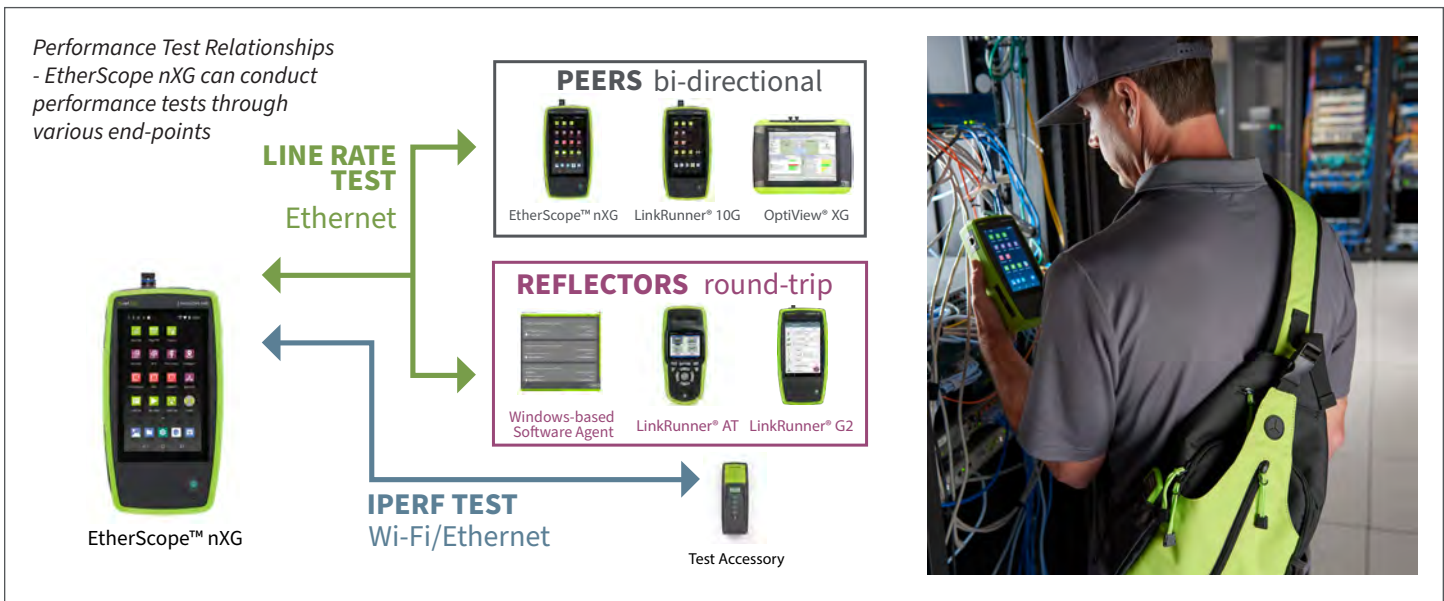 Performance Test Relationships
- EtherScope nXG can conduct
performance tests through
various end-points
LINE RATE
TEST
Ethernet
PEERS bi-directional
EtherScope™ nXG
LinkRunner® 10G
OptiView® XG
REFLECTORS round-trip
Windows-based
Software Agent
LinkRunner® AT
LinkRunner® G2
IPERF TEST
Wi-Fi/Ethernet
EtherScope™ nXG
Test Accessory